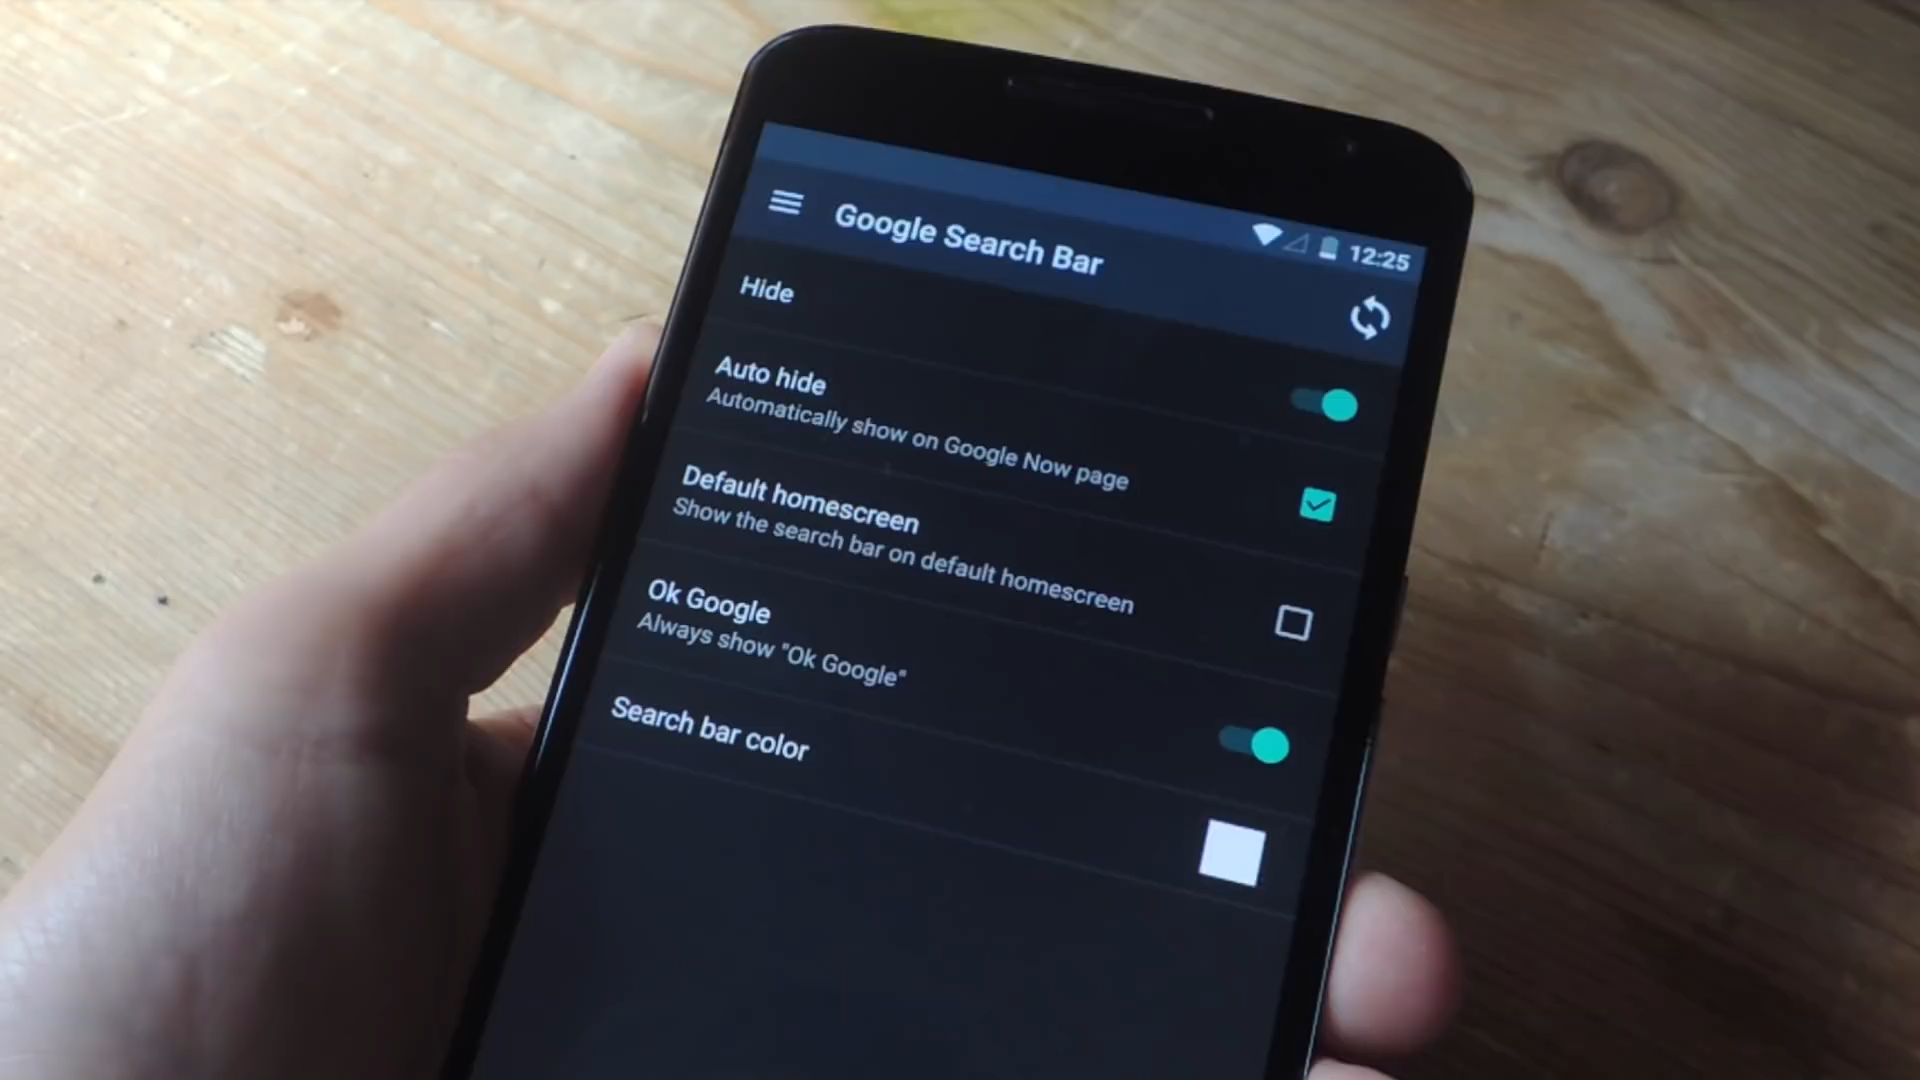 12:25
Google Search Bar
Hide
Auto hide
Automatically show on Google Now page
Default homescreen
Show the search bar on default homescreen
Ok Google
Always show "Ok Google"
Search bar color